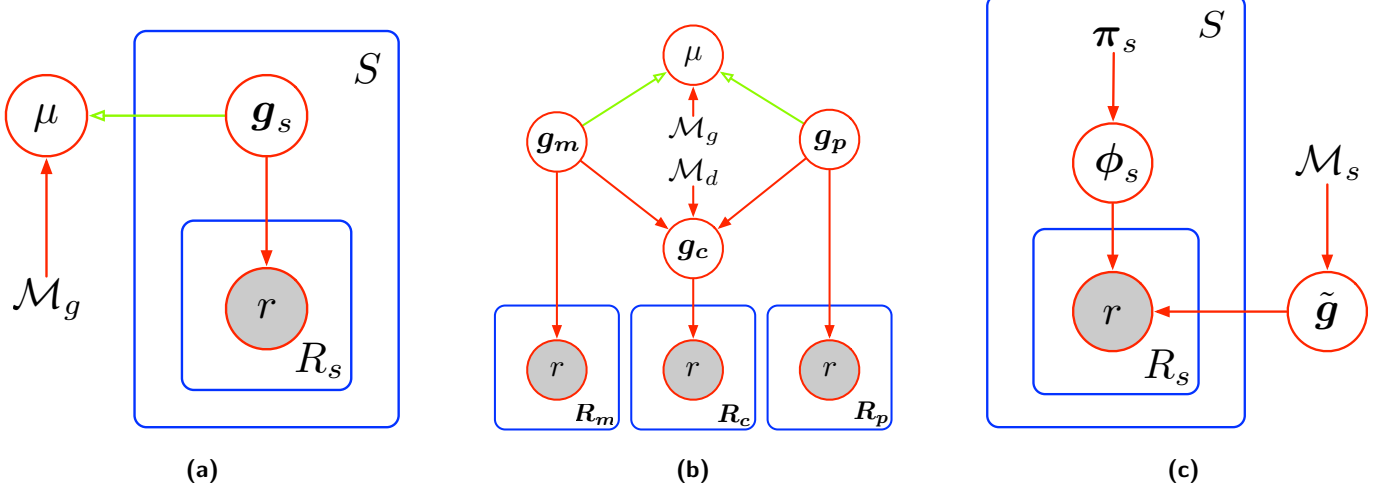 S
μ
g_s
r
R_s
M_g
(a)
μ
g_m
M_g
g_p
M_d
g_c
r
r
r
R_m
R_c
R_p
(b)
S
π_s
ϕ_s
M_s
r
g̃
R_s
(c)